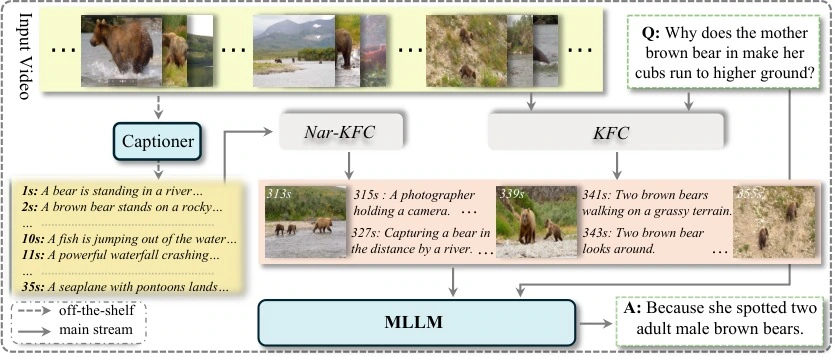 Input Video
Q: Why does the mother
brown bear in make her
cubs run to higher ground?
Captioner
Nar-KFC
KFC
1s: A bear is standing in a river…
2s: A brown bear stands on a rocky…
...
10s: A fish is jumping out of the water…
11s: A powerful waterfall crashing…
...
35s: A seaplane with pontoons lands…
313s
315s : A photographer
holding a camera. ...
327s: Capturing a bear in
the distance by a river. ...
339s
341s: Two brown bears
walking on a grassy terrain.
343s: Two brown bear
looks around. ...
355s
off-the-shelf
main stream
MLLM
A: Because she spotted two
adult male brown bears.